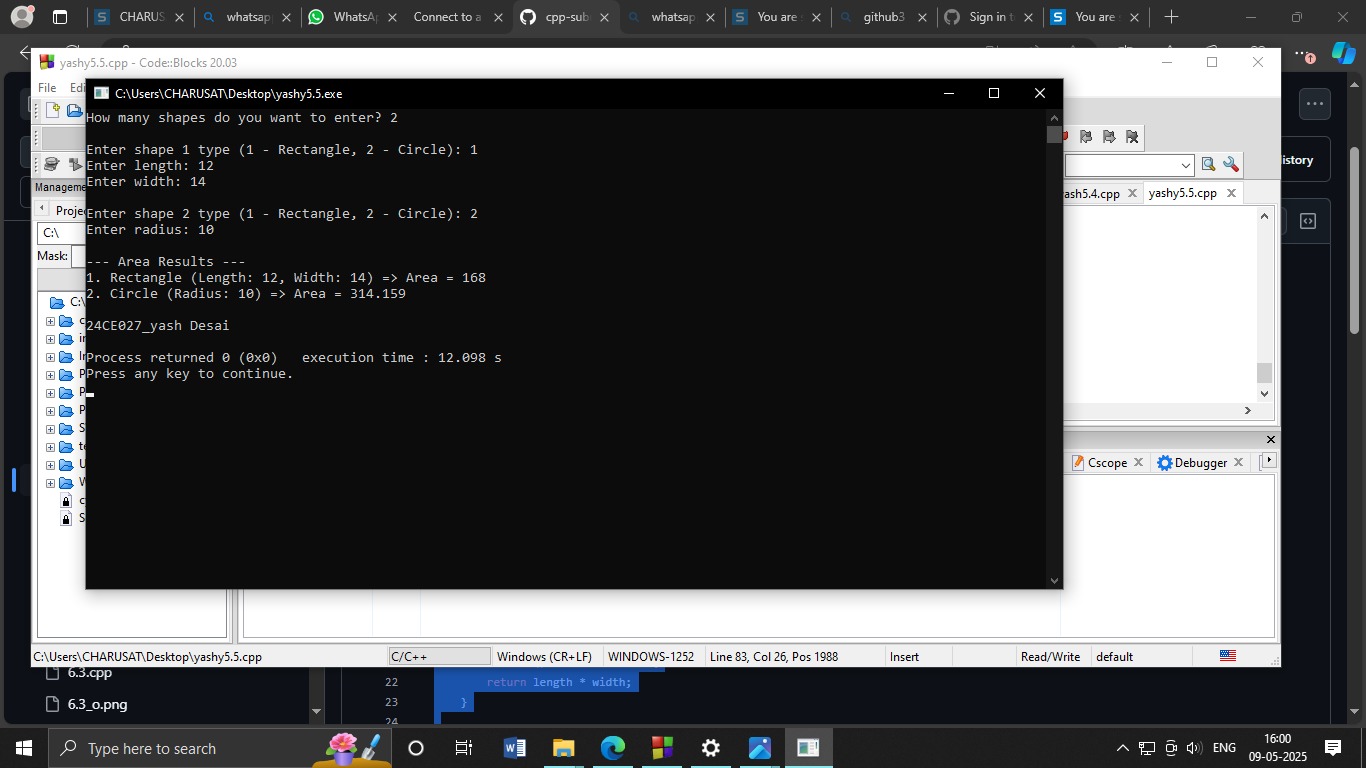 CHARUS
whatsap
WhatsA
Connect to a
cpp-sub
whatsap
You are
github3
Sign in t
You are
yashy5.5.cpp - Code::Blocks 20.03
File Edi
C:\Users\CHARUSAT\Desktop\yashy5.5.exe
How many shapes do you want to enter? 2
Enter shape 1 type (1 - Rectangle, 2 - Circle): 1
Enter length: 12
Enter width: 14
Enter shape 2 type (1 - Rectangle, 2 - Circle): 2
Enter radius: 10
--- Area Results ---
1. Rectangle (Length: 12, Width: 14) => Area = 168
2. Circle (Radius: 10) => Area = 314.159
24CE027_yash Desai
Process returned 0 (0x0)   execution time : 12.098 s
Press any key to continue.
istory
Manageme
Proje
ash5.4.cpp
yashy5.5.cpp
C:\
Mask:
C:\
Cscope
Debugger
C:\Users\CHARUSAT\Desktop\yashy5.5.cpp
C/C++
Windows (CR+LF)
WINDOWS-1252
Line 83, Col 26, Pos 1988
Insert
Read/Write
default
6.3.cpp
6.3_o.png
22 return length * width;
23 }
24
Type here to search
ENG
16:00
09-05-2025